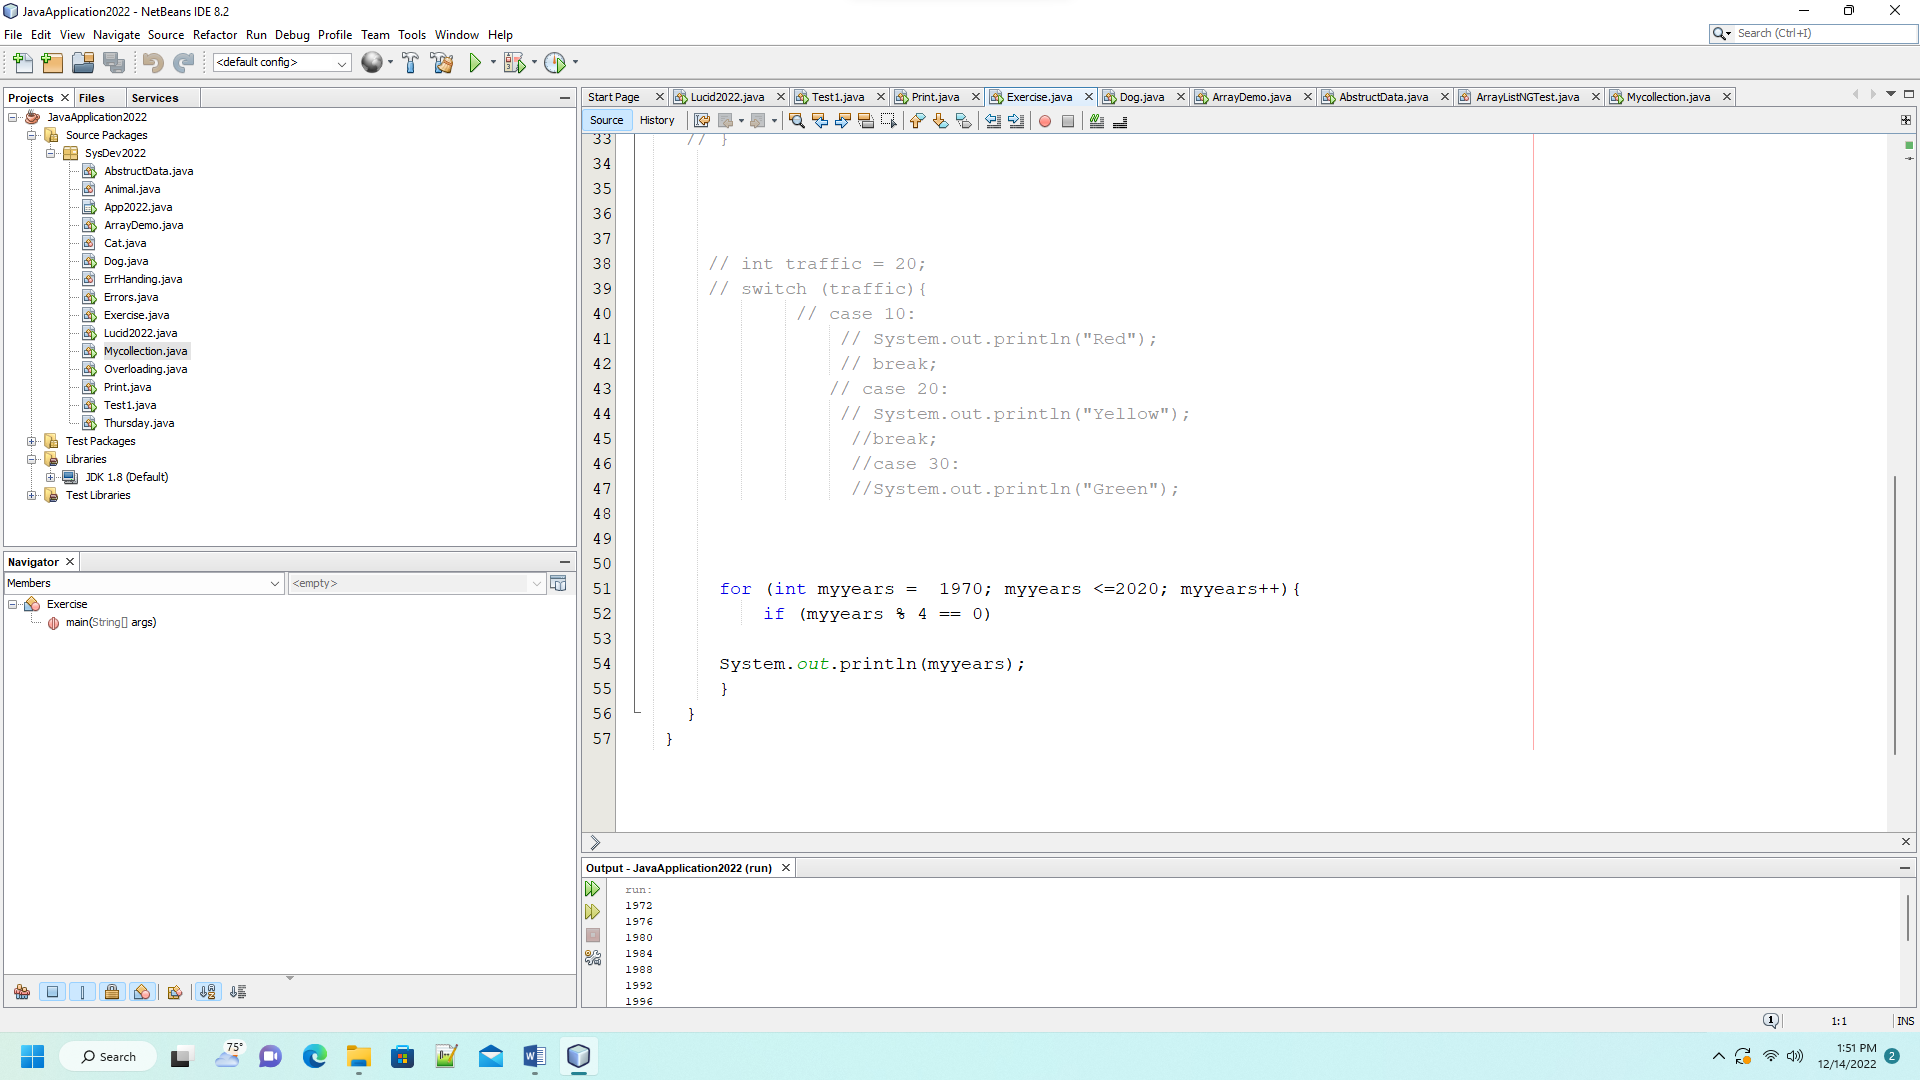 JavaApplication2022 - NetBeans IDE 8.2
File Edit View Navigate Source Refactor Run Debug Profile Team Tools Window Help
Search (Ctrl+I)
<default config>
Projects Files Services
JavaApplication2022
Source Packages
SysDev2022
AbstructData.java
Animal.java
App2022.java
ArrayDemo.java
Cat.java
Dog.java
ErrHanding.java
Errors.java
Exercise.java
Lucid2022.java
Mycollection.java
Overloading.java
Print.java
Test1.java
Thursday.java
Test Packages
Libraries
JDK 1.8 (Default)
Test Libraries
Navigator
Members
<empty>
Exercise
main(String[] args)
Start Page Lucid2022.java Test1.java Print.java Exercise.java Dog.java ArrayDemo.java AbstructData.java ArrayListNGTest.java Mycollection.java
Source History
33 // }
34
35
36
37
38 // int traffic = 20;
39 // switch (traffic){
40 // case 10:
41 // System.out.println("Red");
42 // break;
43 // case 20:
44 // System.out.println("Yellow");
45 //break;
46 //case 30:
47 //System.out.println("Green");
48
49
50
51 for (int myyears =  1970; myyears <=2020; myyears++){
52 if (myyears % 4 == 0)
53
54 System.out.println(myyears);
55 }
56 }
57 }
Output - JavaApplication2022 (run)
run:
1972
1976
1980
1984
1988
1992
1996
1
1:1
INS
75°
Search
1:51 PM
12/14/2022
2